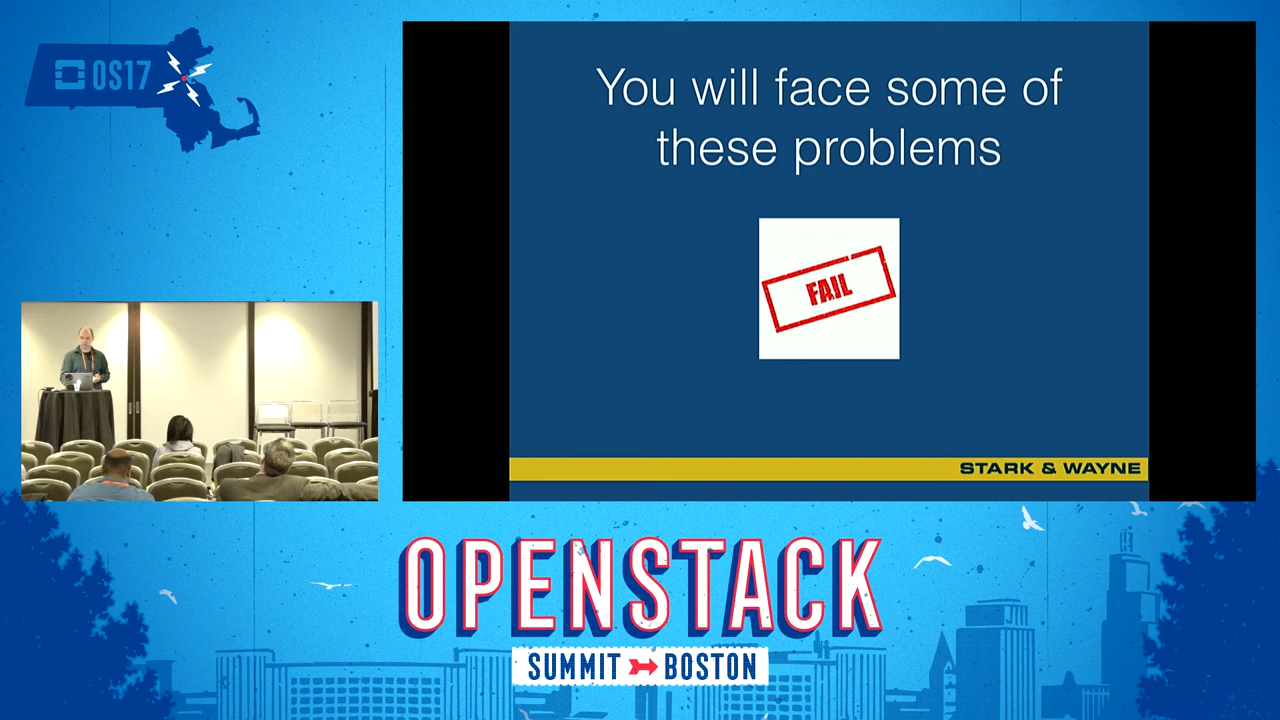 OS17
You will face some of
these problems
FAIL
STARK & WAYNE
OPENSTACK
SUMMIT BOSTON